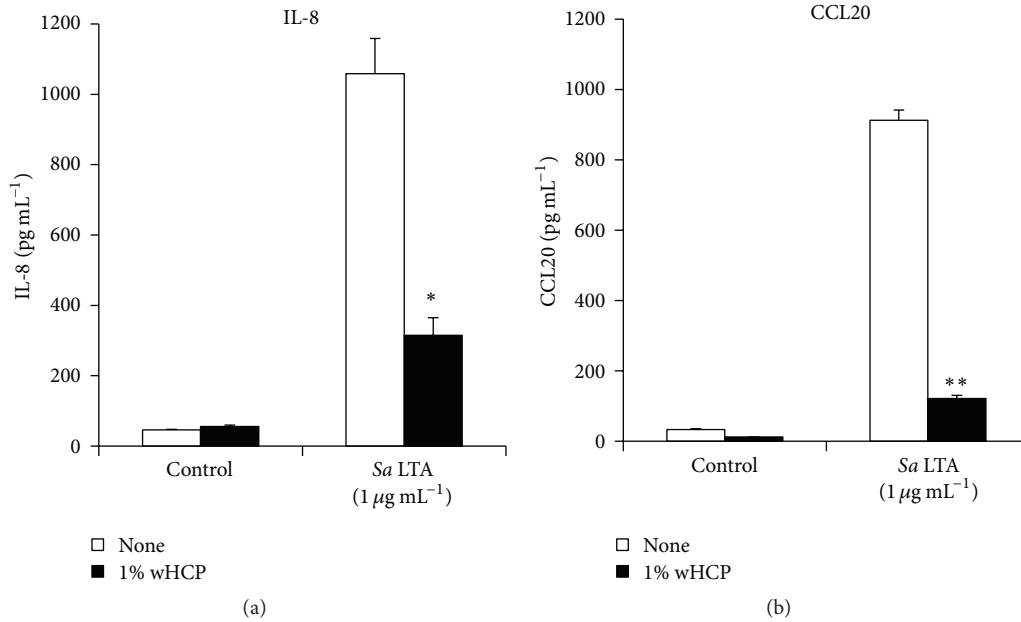 IL-8
1200
1000
800
600
400
200
0
IL-8 (pg mL⁻¹)
*
Control
Sa LTA
(1 μg mL⁻¹)
None
1% wHCP
(a)
CCL20
1200
1000
800
600
400
200
0
CCL20 (pg mL⁻¹)
**
Control
Sa LTA
(1 μg mL⁻¹)
None
1% wHCP
(b)